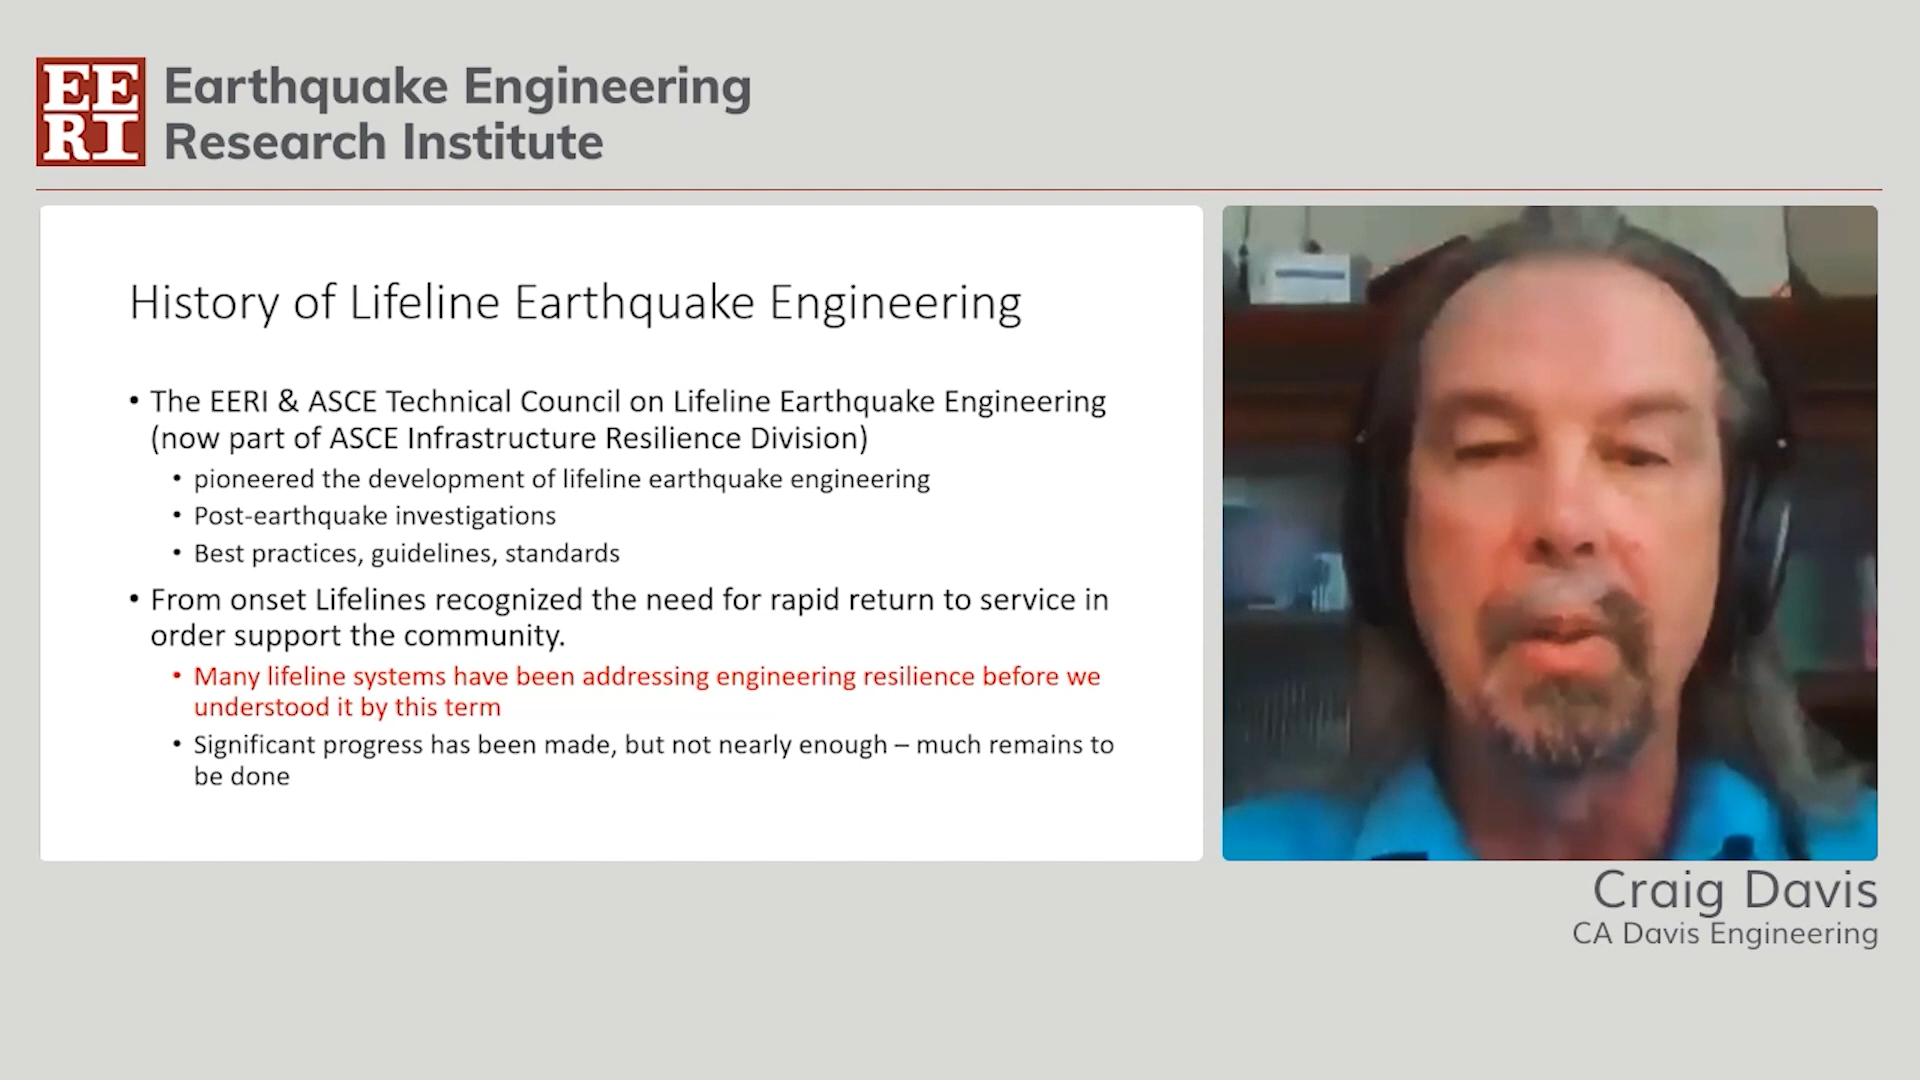 EE
RI
Earthquake Engineering
Research Institute
History of Lifeline Earthquake Engineering
• The EERI & ASCE Technical Council on Lifeline Earthquake Engineering
(now part of ASCE Infrastructure Resilience Division)
• pioneered the development of lifeline earthquake engineering
• Post-earthquake investigations
• Best practices, guidelines, standards
• From onset Lifelines recognized the need for rapid return to service in
order support the community.
• Many lifeline systems have been addressing engineering resilience before we
understood it by this term
• Significant progress has been made, but not nearly enough – much remains to
be done
Craig Davis
CA Davis Engineering